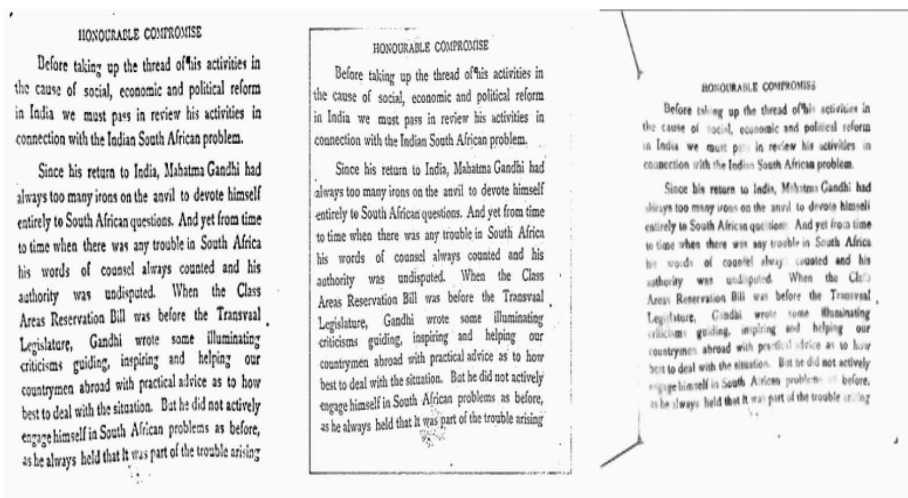 HONOURABLE COMPROMISE
Before taking up the thread of his activities in
the cause of social, economic and political reform
in India we must pass in review his activities in
connection with the Indian South African problem.
Since his return to India, Mahatma Gandhi had
always too many irons on the anvil to devote himself
entirely to South African questions. And yet from time
to time when there was any trouble in South Africa
his words of counsel always counted and his
authority was undisputed. When the Class
Areas Reservation Bill was before the Transvaal
Legislature, Gandhi wrote some illuminating
criticisms guiding, inspiring and helping our
countrymen abroad with practical advice as to how
best to deal with the situation. But he did not actively
engage himself in South African problems as before,
as he always held that it was part of the trouble arising
HONOURABLE COMPROMISE
Before taking up the thread of his activities in
the cause of social, economic and political reform
in India we must pass in review his activities in
connection with the Indian South African problem.
Since his return to India, Mahatma Gandhi had
always too many irons on the anvil to devote himself
entirely to South African questions. And yet from time
to time when there was any trouble in South Africa
his words of counsel always counted and his
authority was undisputed. When the Class
Areas Reservation Bill was before the Transvaal
Legislature, Gandhi wrote some illuminating
criticisms guiding, inspiring and helping our
countrymen abroad with practical advice as to how
best to deal with the situation. But he did not actively
engage himself in South African problems as before,
as he always held that it was part of the trouble arising
HONOURABLE COMPROMISE
Before taking up the thread of his activities in
the cause of social, economic and political reform
in India we must pass in review his activities in
connection with the Indian South African problem.
Since his return to India, Mahatma Gandhi had
always too many irons on the anvil to devote himself
entirely to South African questions. And yet from time
to time when there was any trouble in South Africa
his words of counsel always counted and his
authority was undisputed. When the Class
Areas Reservation Bill was before the Transvaal
Legislature, Gandhi wrote some illuminating
criticisms guiding, inspiring and helping our
countrymen abroad with practical advice as to how
best to deal with the situation. But he did not actively
engage himself in South African problems as before,
as he always held that it was part of the trouble arising